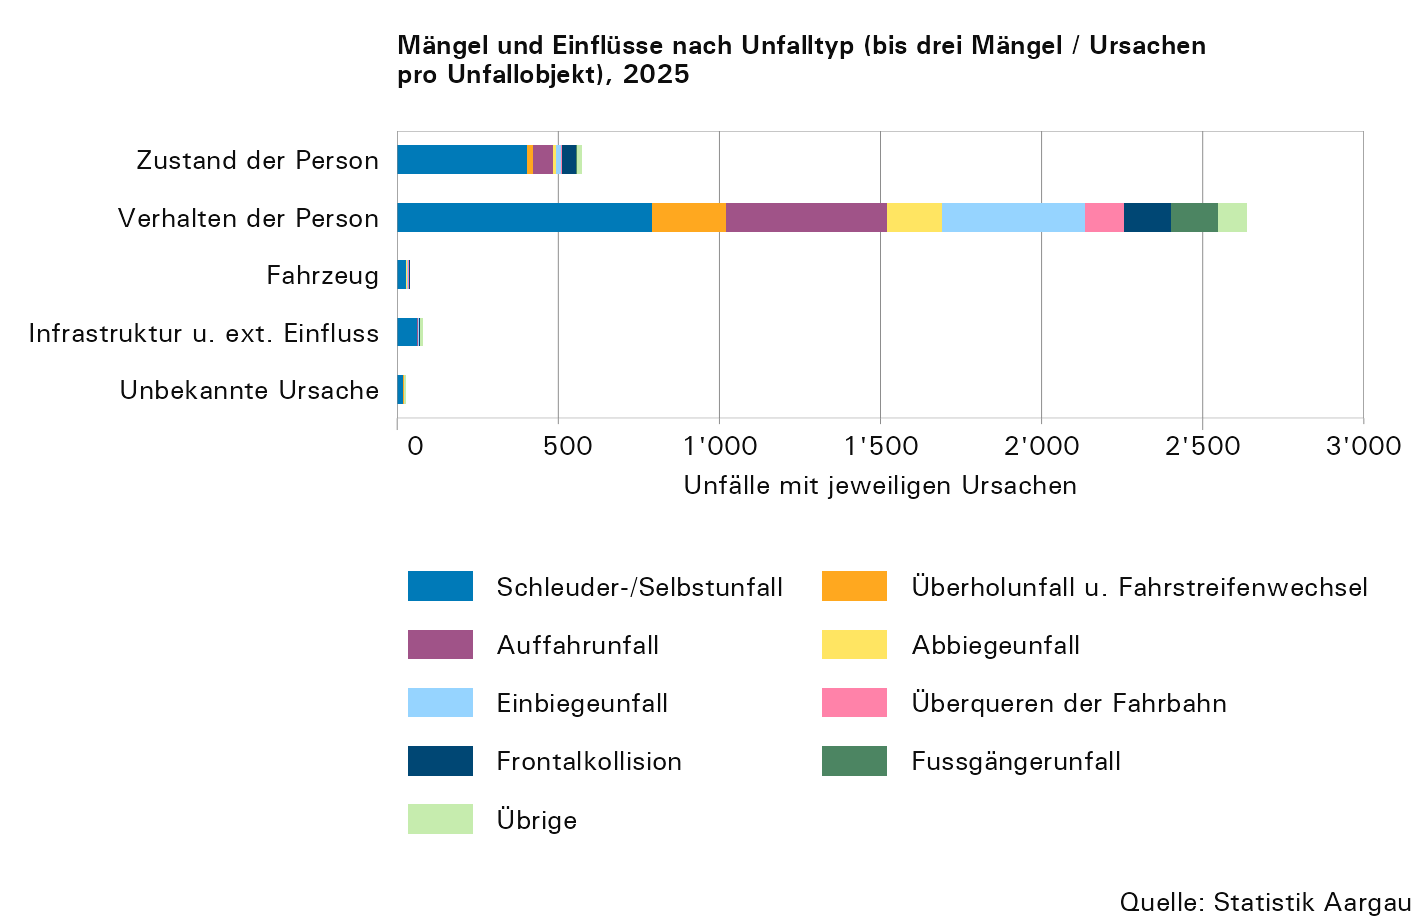 Mängel und Einflüsse nach Unfalltyp (bis drei Mängel / Ursachen
pro Unfallobjekt), 2025
Zustand der Person
Verhalten der Person
Fahrzeug
Infrastruktur u. ext. Einfluss
Unbekannte Ursache
0 500 1'000 1'500 2'000 2'500 3'000
Unfälle mit jeweiligen Ursachen
Schleuder-/Selbstunfall
Überholunfall u. Fahrstreifenwechsel
Auffahrunfall
Abbiegeunfall
Einbiegeunfall
Überqueren der Fahrbahn
Frontalkollision
Fussgängerunfall
Übrige
Quelle: Statistik Aargau